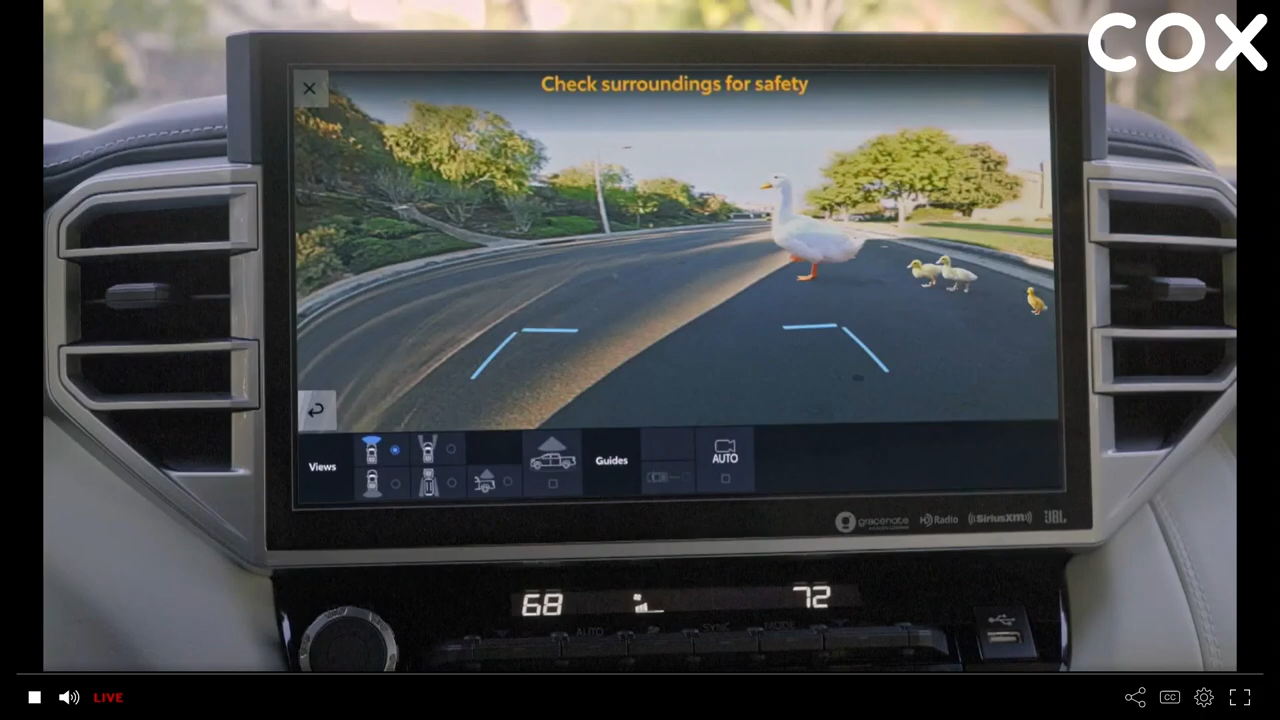 COX
Check surroundings for safety
Views
Guides
AUTO
gracenote
HD Radio
SiriusXM
JBL
68
72
AUTO
SYNC
MODE
LIVE
CC